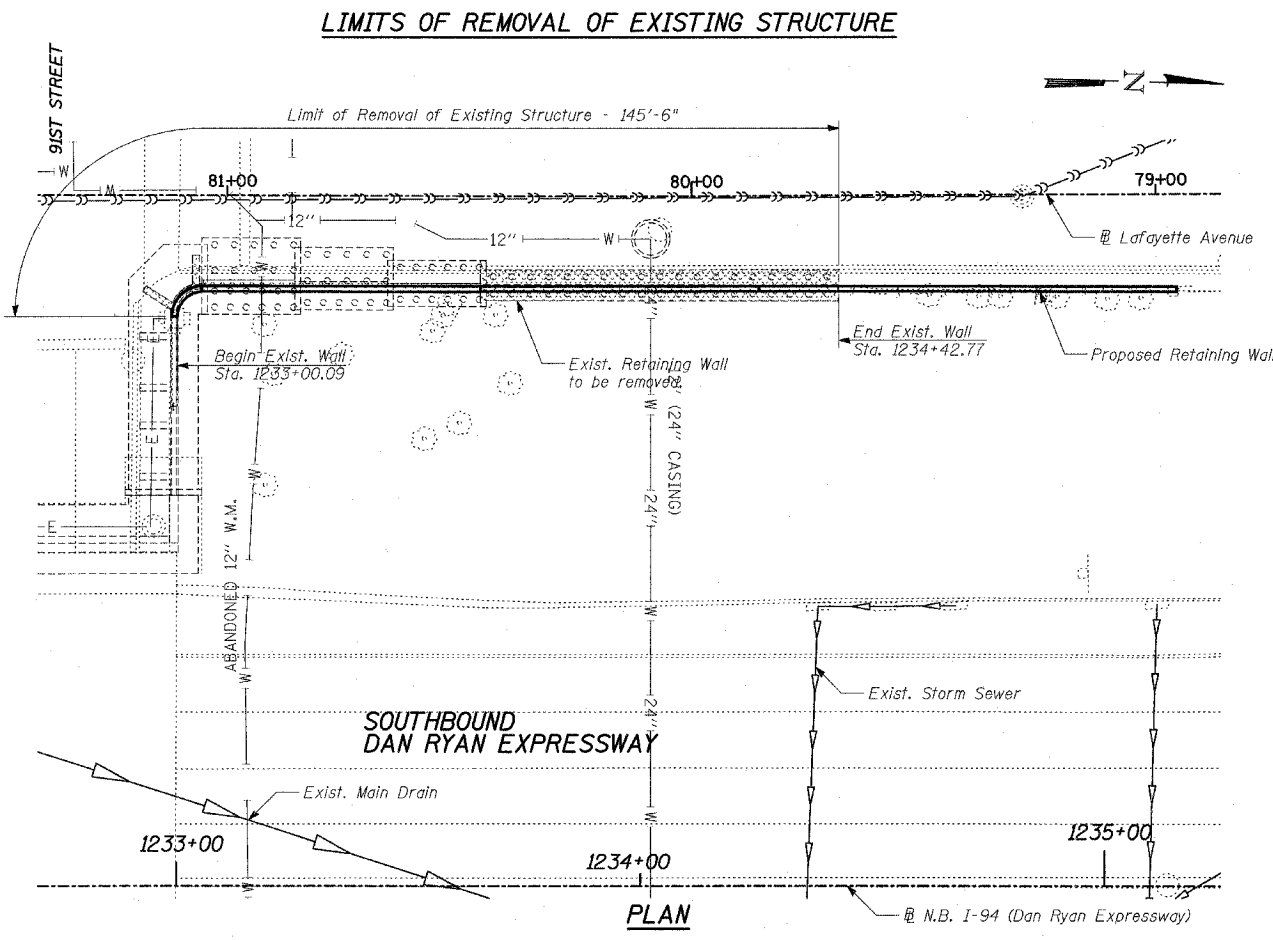 LIMITS OF REMOVAL OF EXISTING STRUCTURE
91ST STREET
N
Limit of Removal of Existing Structure - 145'-6"
W
W
81+00
80+00
79+00
12"
12"
W
℄ Lafayette Avenue
W
Begin Exist. Wall
Sta. 1233+00.09
Exist. Retaining Wall
to be removed
End Exist. Wall
Sta. 1234+42.77
Proposed Retaining Wal
E
E
E
W
W
(24" CASING)
24"
ABANDONED 12" W.M.
W
W
24"
W
Exist. Storm Sewer
SOUTHBOUND
DAN RYAN EXPRESSWAY
Exist. Main Drain
W
W
1233+00
1234+00
1235+00
PLAN
N.B. I-94 (Dan Ryan Expressway)